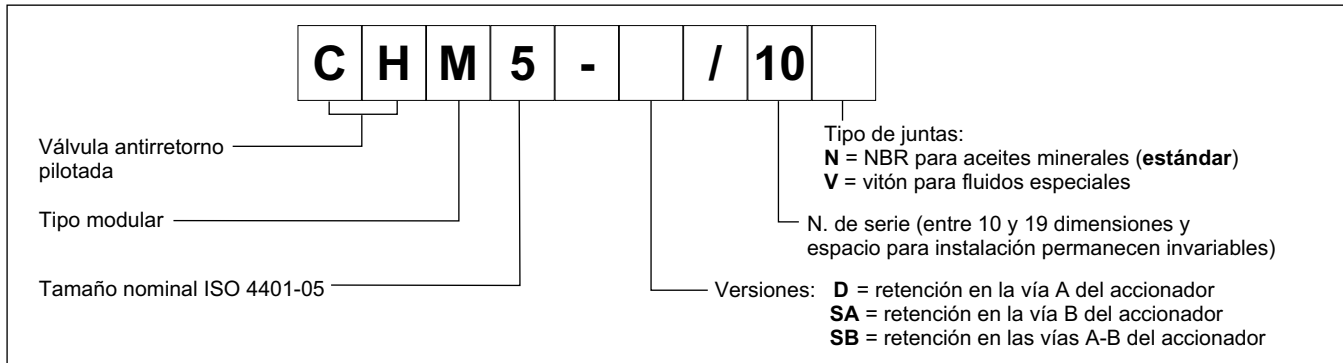 C H M 5 - / 10
Válvula antirretorno
pilotada
Tipo modular
Tamaño nominal ISO 4401-05
Tipo de juntas:
N = NBR para aceites minerales (estándar)
V = vitón para fluidos especiales
N. de serie (entre 10 y 19 dimensiones y
espacio para instalación permanecen invariables)
Versiones: D = retención en la vía A del accionador
SA = retención en la vía B del accionador
SB = retención en las vías A-B del accionador